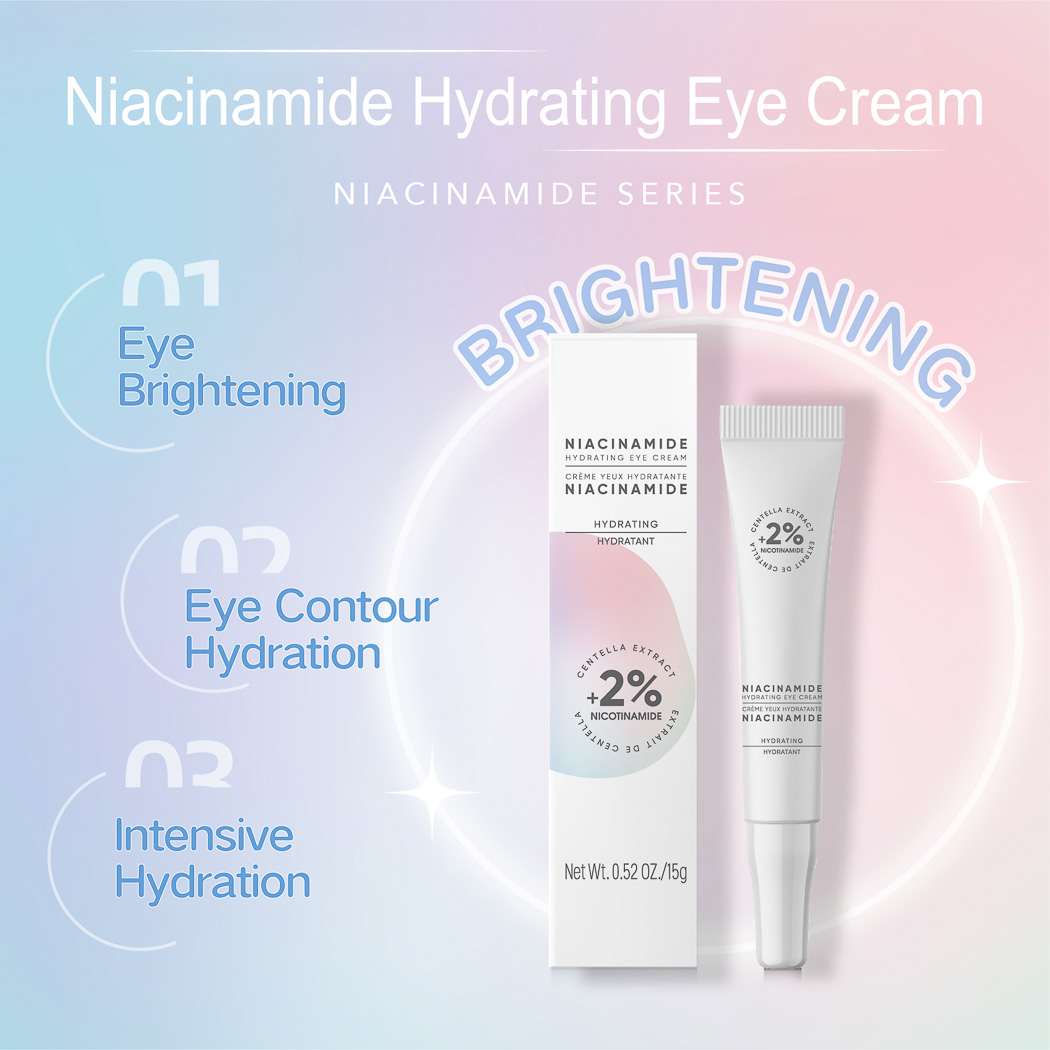 Niacinamide Hydrating Eye Cream
NIACINAMIDE SERIES
01
Eye
Brightening
02
Eye Contour
Hydration
03
Intensive
Hydration
BRIGHTENING
NIACINAMIDE
HYDRATING EYE CREAM
CRÈME YEUX HYDRATANTE
NIACINAMIDE
HYDRATING
HYDRATANT
CENTELLA EXTRACT
+2%
NICOTINAMIDE
EXTRAIT DE CENTELLA
Net Wt. 0.52 OZ./15g
CENTELLA EXTRACT
+2%
NICOTINAMIDE
EXTRAIT DE CENTELLA
NIACINAMIDE
HYDRATING EYE CREAM
CRÈME YEUX HYDRATANTE
NIACINAMIDE
HYDRATING
HYDRATANT